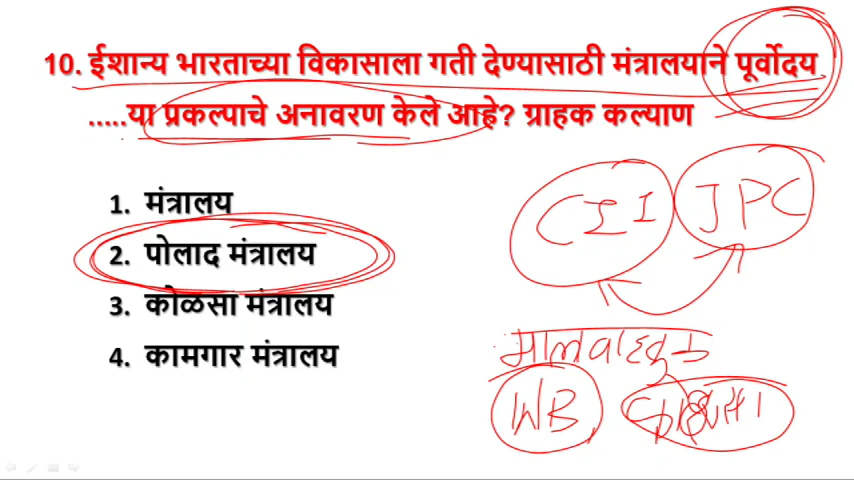 10. ईशान्य भारताच्या विकासाला गती देण्यासाठी मंत्रालयाने पूर्वोदय
.....या प्रकल्पाचे अनावरण केले आहे? ग्राहक कल्याण
1. मंत्रालय
2. पोलाद मंत्रालय
3. कोळसा मंत्रालय
4. कामगार मंत्रालय
CII JPC
WB